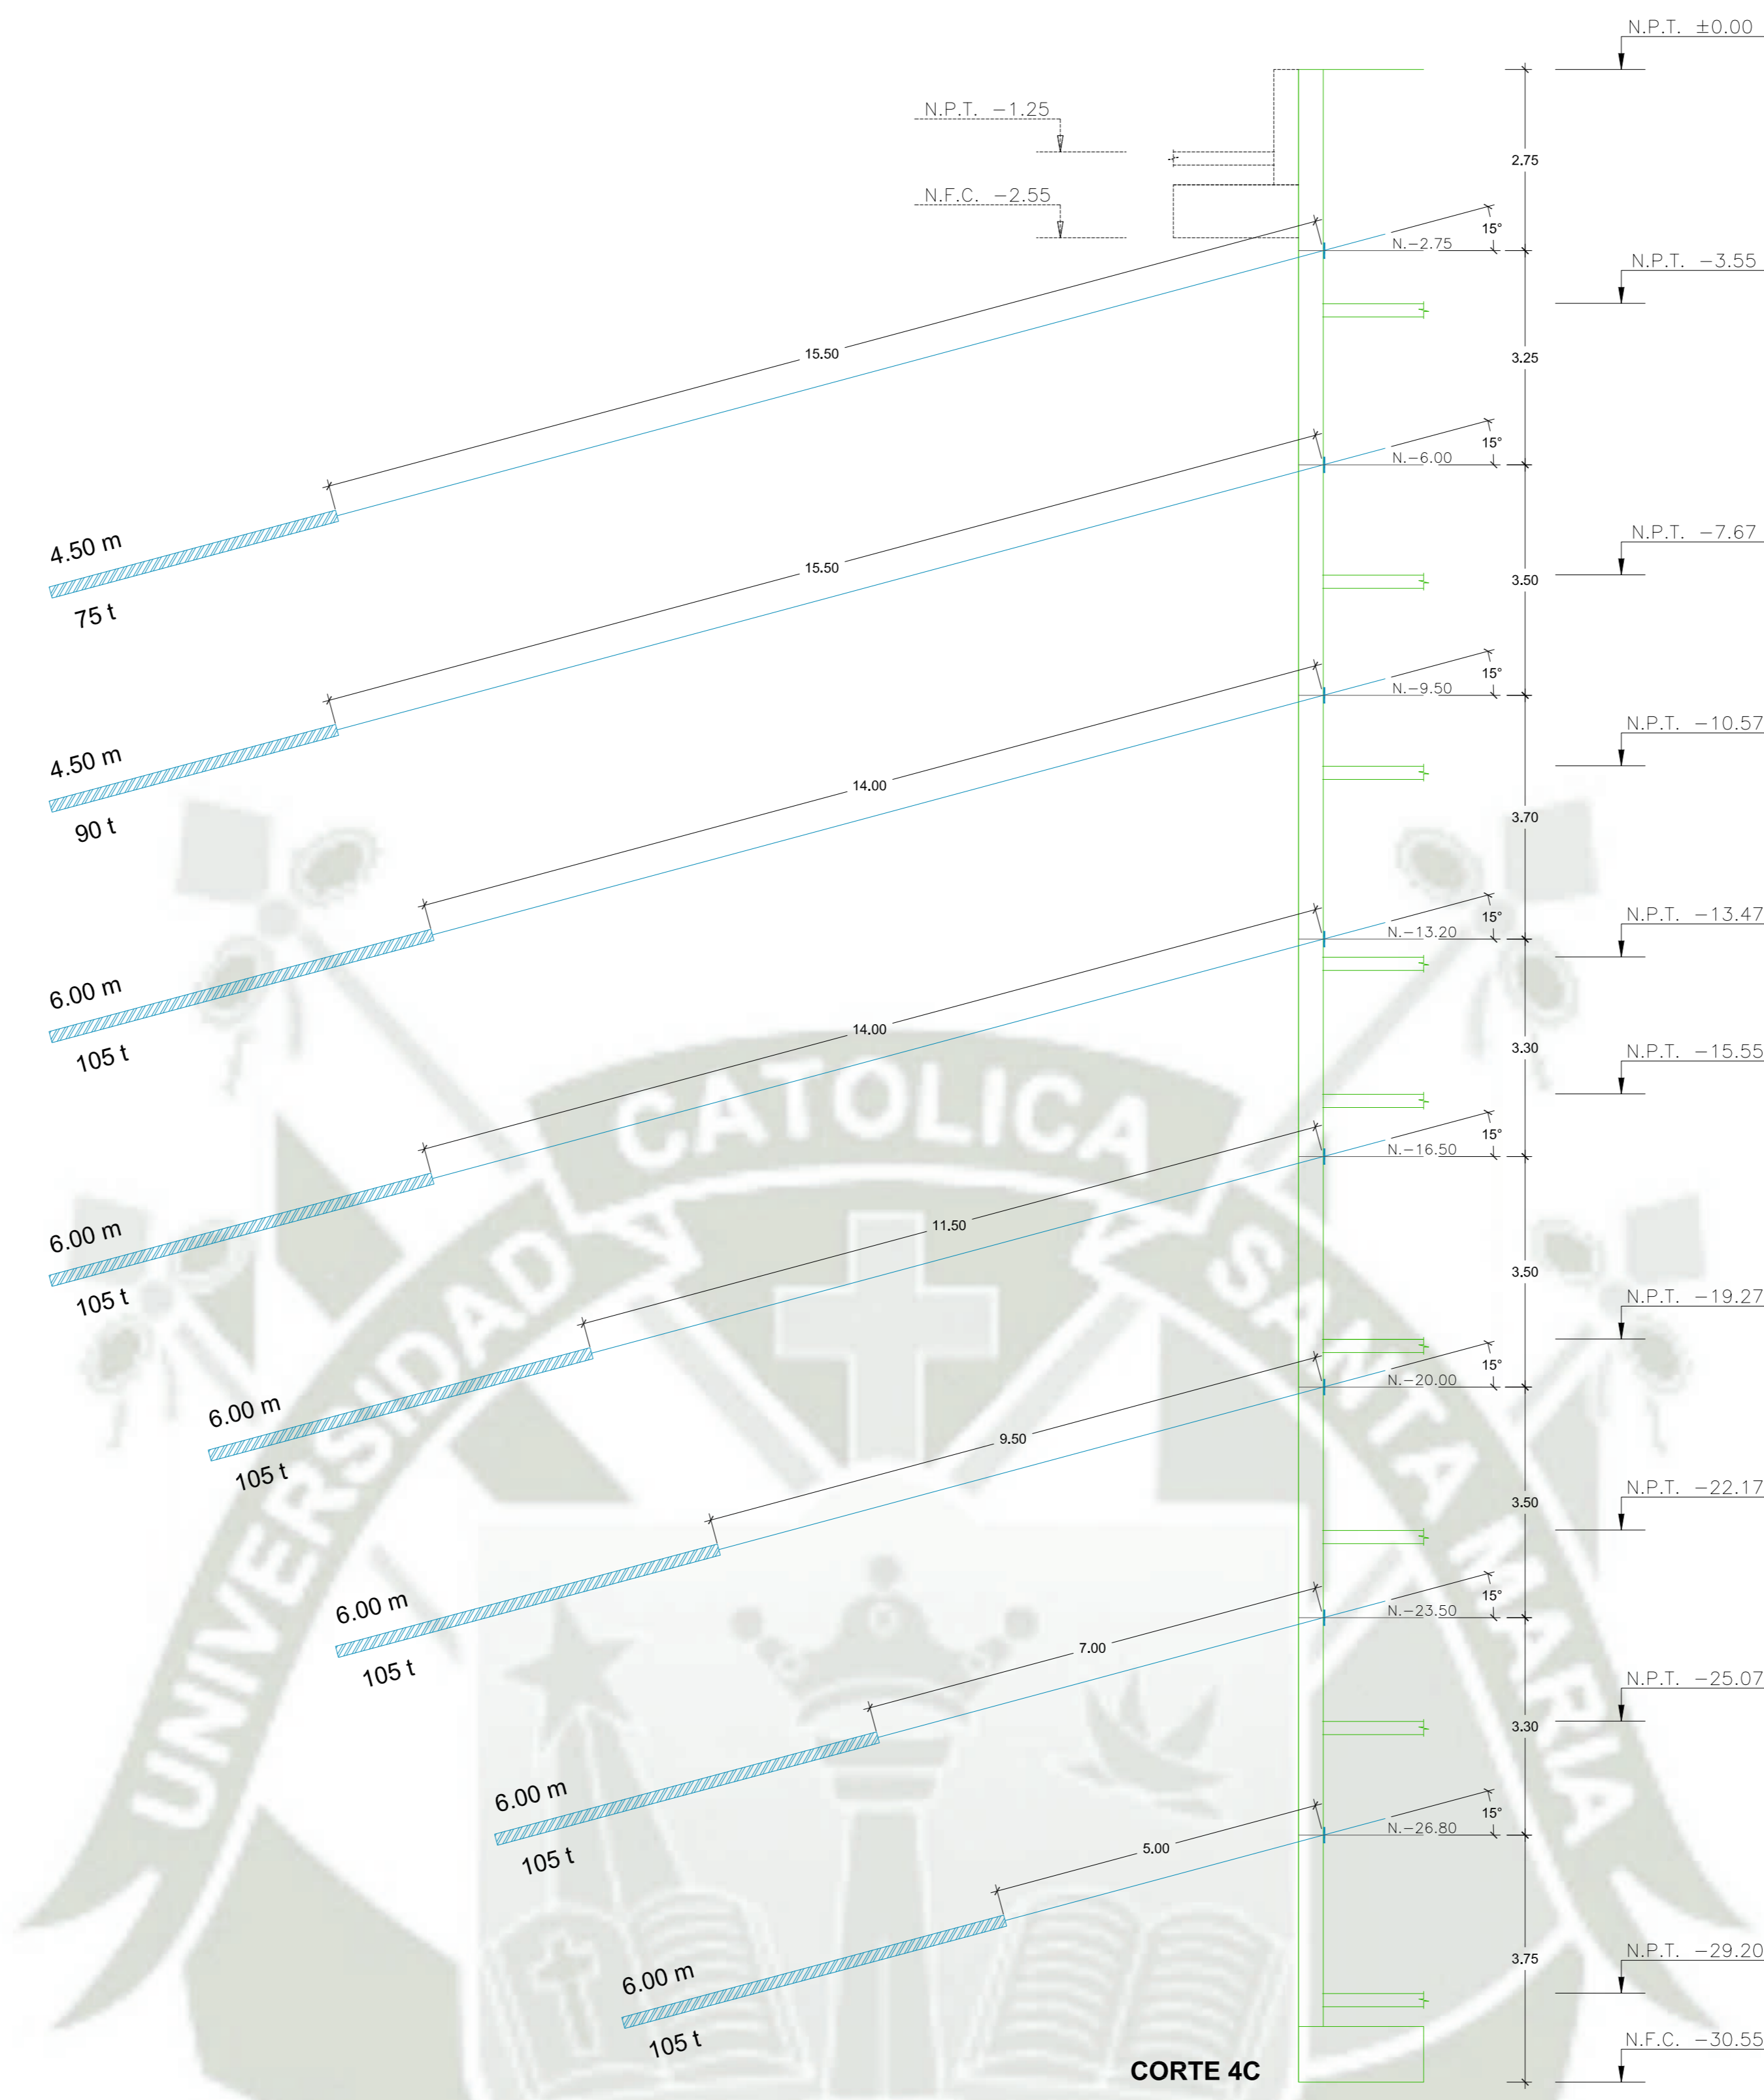 N.P.T. ±0.00
N.P.T. −1.25
2.75
N.F.C. −2.55
15°
N.−2.75
N.P.T. −3.55
15.50
3.25
15°
N.−6.00
4.50 m
75 t
N.P.T. −7.67
15.50
3.50
15°
N.−9.50
N.P.T. −10.57
4.50 m
90 t
14.00
3.70
N.P.T. −13.47
15°
N.−13.20
6.00 m
105 t
14.00
3.30
N.P.T. −15.55
CATOLICA
15°
N.−16.50
6.00 m
105 t
11.50
3.50
N.P.T. −19.27
15°
N.−20.00
6.00 m
105 t
9.50
UNIVERSIDAD
SANTA MARIA
3.50
N.P.T. −22.17
15°
N.−23.50
6.00 m
105 t
7.00
N.P.T. −25.07
3.30
6.00 m
105 t
15°
N.−26.80
5.00
3.75
N.P.T. −29.20
6.00 m
105 t
N.F.C. −30.55
CORTE 4C